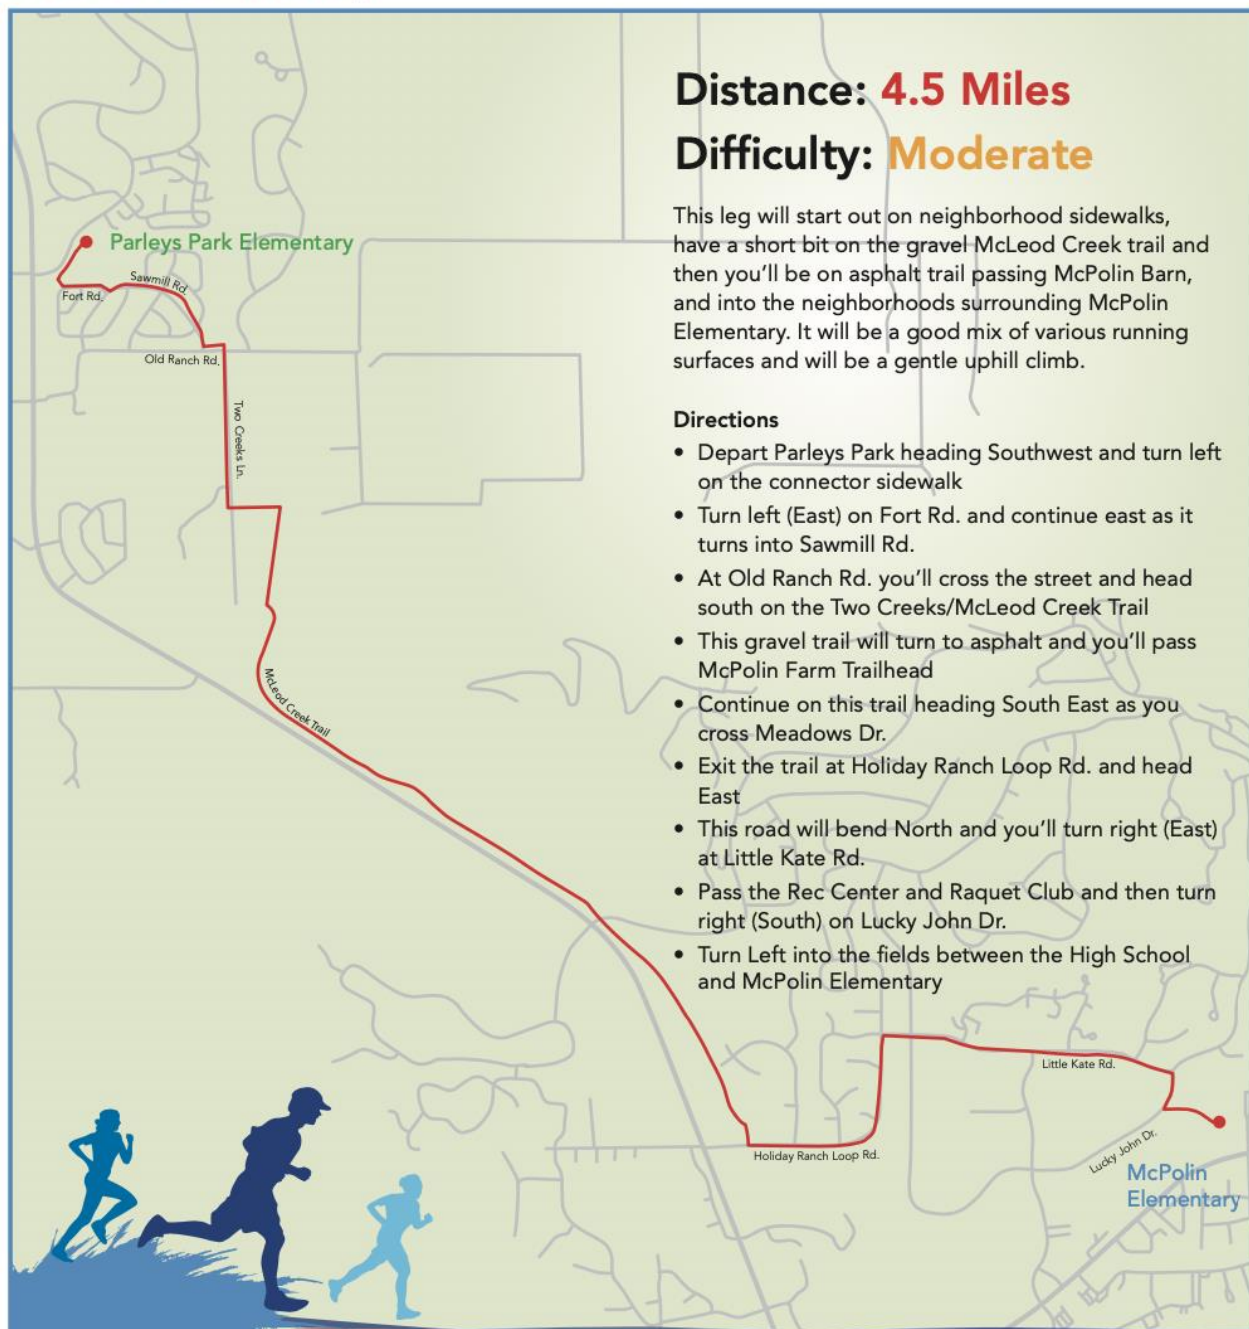 Distance: 4.5 Miles
Difficulty: Moderate
This leg will start out on neighborhood sidewalks,
have a short bit on the gravel McLeod Creek trail and
then you'll be on asphalt trail passing McPolin Barn,
and into the neighborhoods surrounding McPolin
Elementary. It will be a good mix of various running
surfaces and will be a gentle uphill climb.
Directions
• Depart Parleys Park heading Southwest and turn left
on the connector sidewalk
• Turn left (East) on Fort Rd. and continue east as it
turns into Sawmill Rd.
• At Old Ranch Rd. you'll cross the street and head
south on the Two Creeks/McLeod Creek Trail
• This gravel trail will turn to asphalt and you'll pass
McPolin Farm Trailhead
• Continue on this trail heading South East as you
cross Meadows Dr.
• Exit the trail at Holiday Ranch Loop Rd. and head
East
• This road will bend North and you'll turn right (East)
at Little Kate Rd.
• Pass the Rec Center and Raquet Club and then turn
right (South) on Lucky John Dr.
• Turn Left into the fields between the High School
and McPolin Elementary
Parleys Park Elementary
Sawmill Rd.
Fort Rd.
Old Ranch Rd.
Two Creeks Ln.
McLeod Creek Trail
Little Kate Rd.
Holiday Ranch Loop Rd.
Lucky John Dr.
McPolin
Elementary